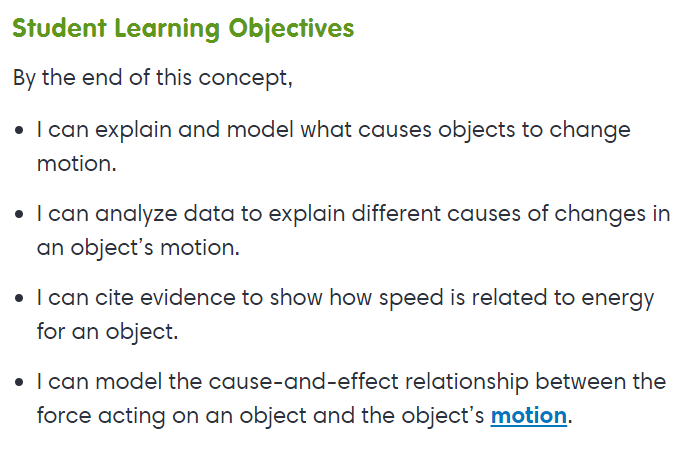 Student Learning Objectives
By the end of this concept,
• I can explain and model what causes objects to change
motion.
• I can analyze data to explain different causes of changes in
an object’s motion.
• I can cite evidence to show how speed is related to energy
for an object.
• I can model the cause-and-effect relationship between the
force acting on an object and the object’s motion.